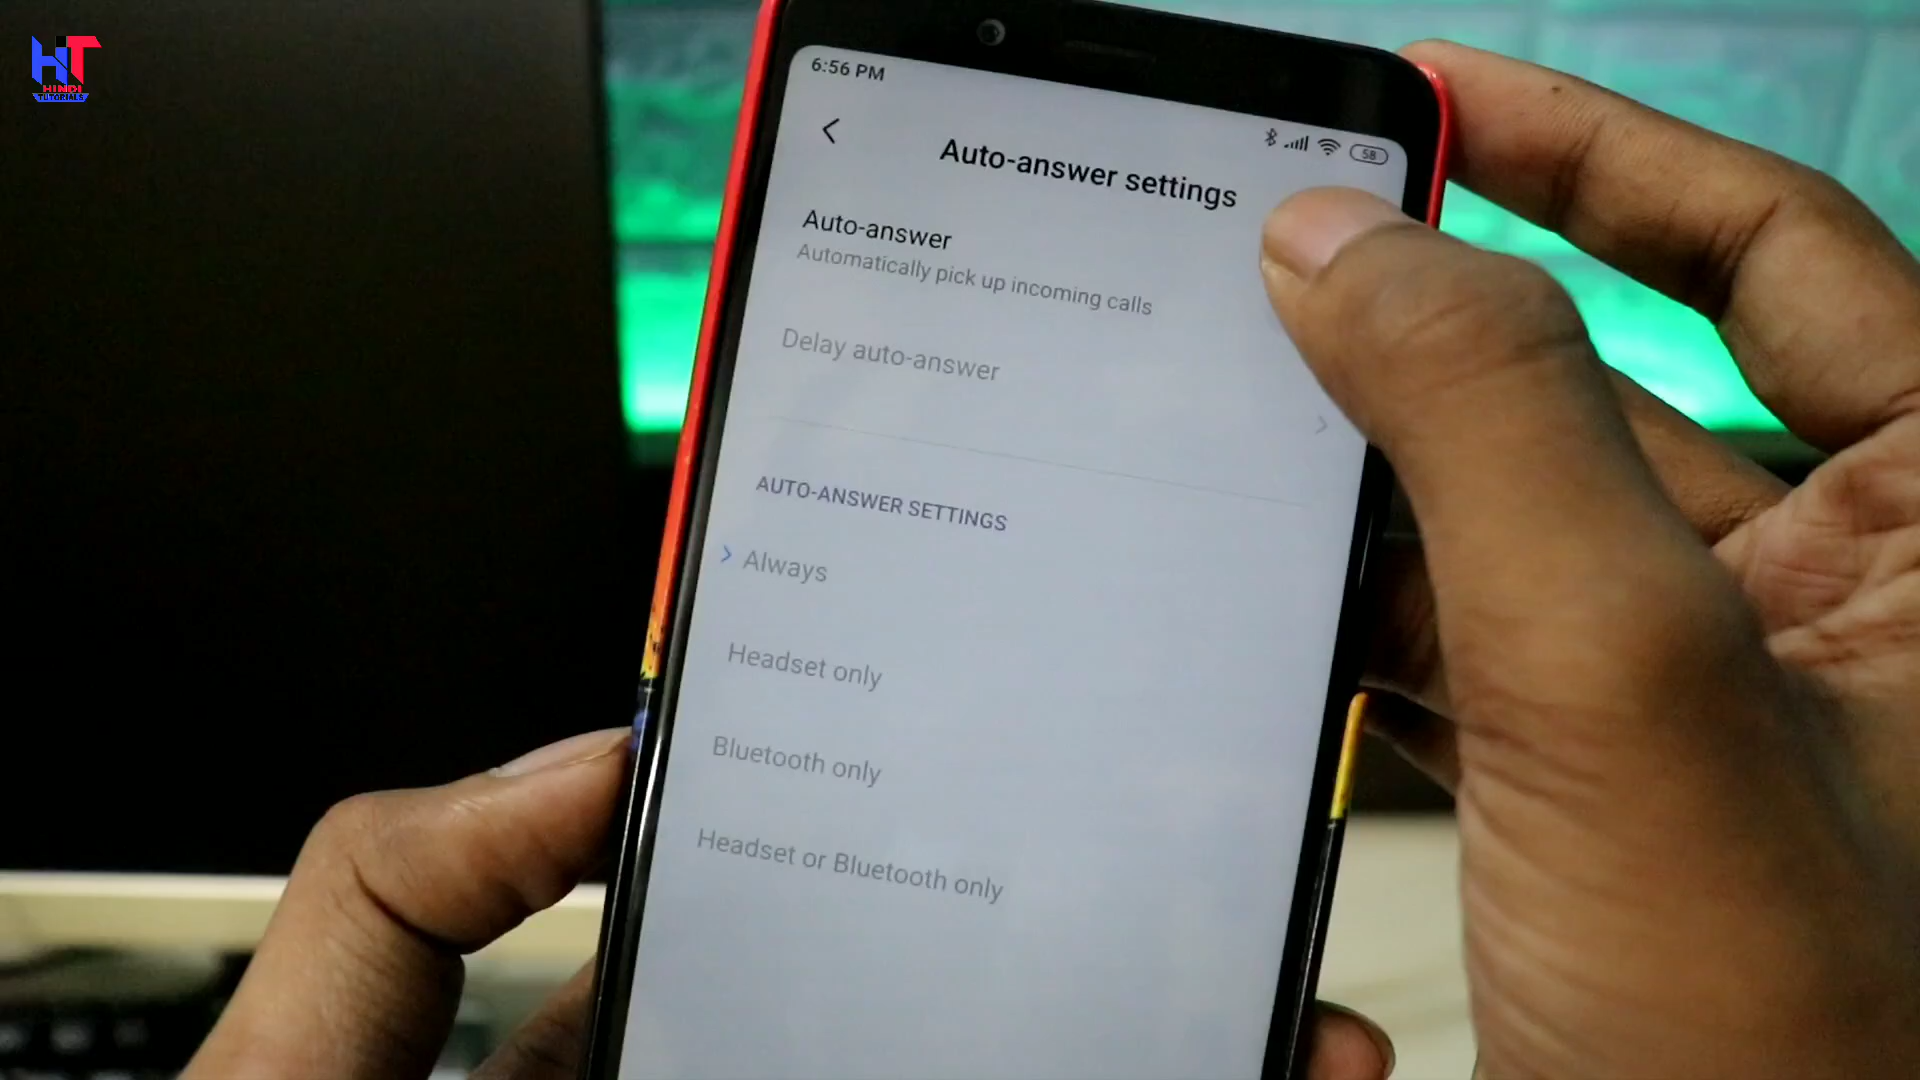 HT
HINDI
TUTORIALS
6:56 PM
58
Auto-answer settings
Auto-answer
Automatically pick up incoming calls
Delay auto-answer
AUTO-ANSWER SETTINGS
Always
Headset only
Bluetooth only
Headset or Bluetooth only